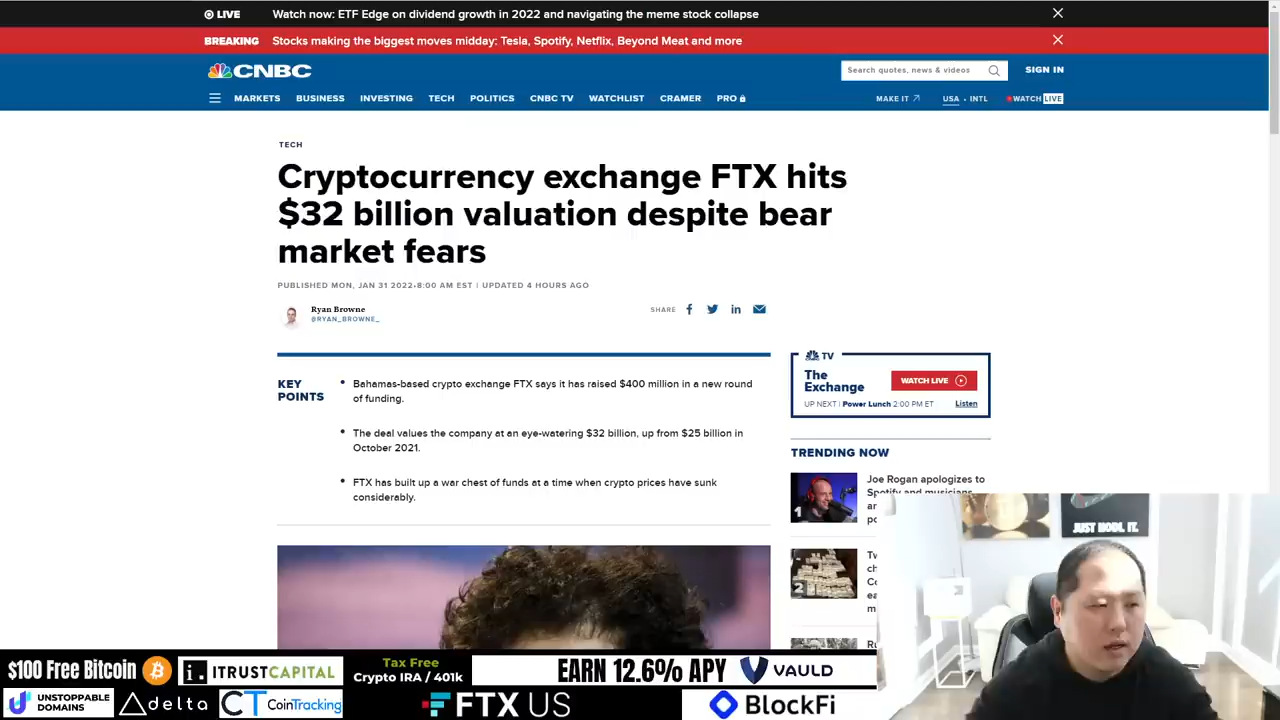 LIVE Watch now: ETF Edge on dividend growth in 2022 and navigating the meme stock collapse
BREAKING Stocks making the biggest moves midday: Tesla, Spotify, Netflix, Beyond Meat and more
CNBC
Search quotes, news & videos
SIGN IN
MARKETS BUSINESS INVESTING TECH POLITICS CNBC TV WATCHLIST CRAMER PRO
MAKE IT USA • INTL WATCH LIVE
TECH
Cryptocurrency exchange FTX hits
$32 billion valuation despite bear
market fears
PUBLISHED MON, JAN 31 2022•8:00 AM EST | UPDATED 4 HOURS AGO
Ryan Browne
@RYAN_BROWNE_
SHARE
KEY
POINTS
• Bahamas-based crypto exchange FTX says it has raised $400 million in a new round
of funding.
• The deal values the company at an eye-watering $32 billion, up from $25 billion in
October 2021.
• FTX has built up a war chest of funds at a time when crypto prices have sunk
considerably.
TV
The
Exchange
WATCH LIVE
UP NEXT | Power Lunch 2:00 PM ET
Listen
TRENDING NOW
1
Joe Rogan apologizes to
Spotify and musicians
2
JUST HODL IT.
$100 Free Bitcoin
ITRUSTCAPITAL
Tax Free
Crypto IRA / 401k
EARN 12.6% APY
VAULD
UNSTOPPABLE
DOMAINS
delta
CT CoinTracking
FTX US
BlockFi